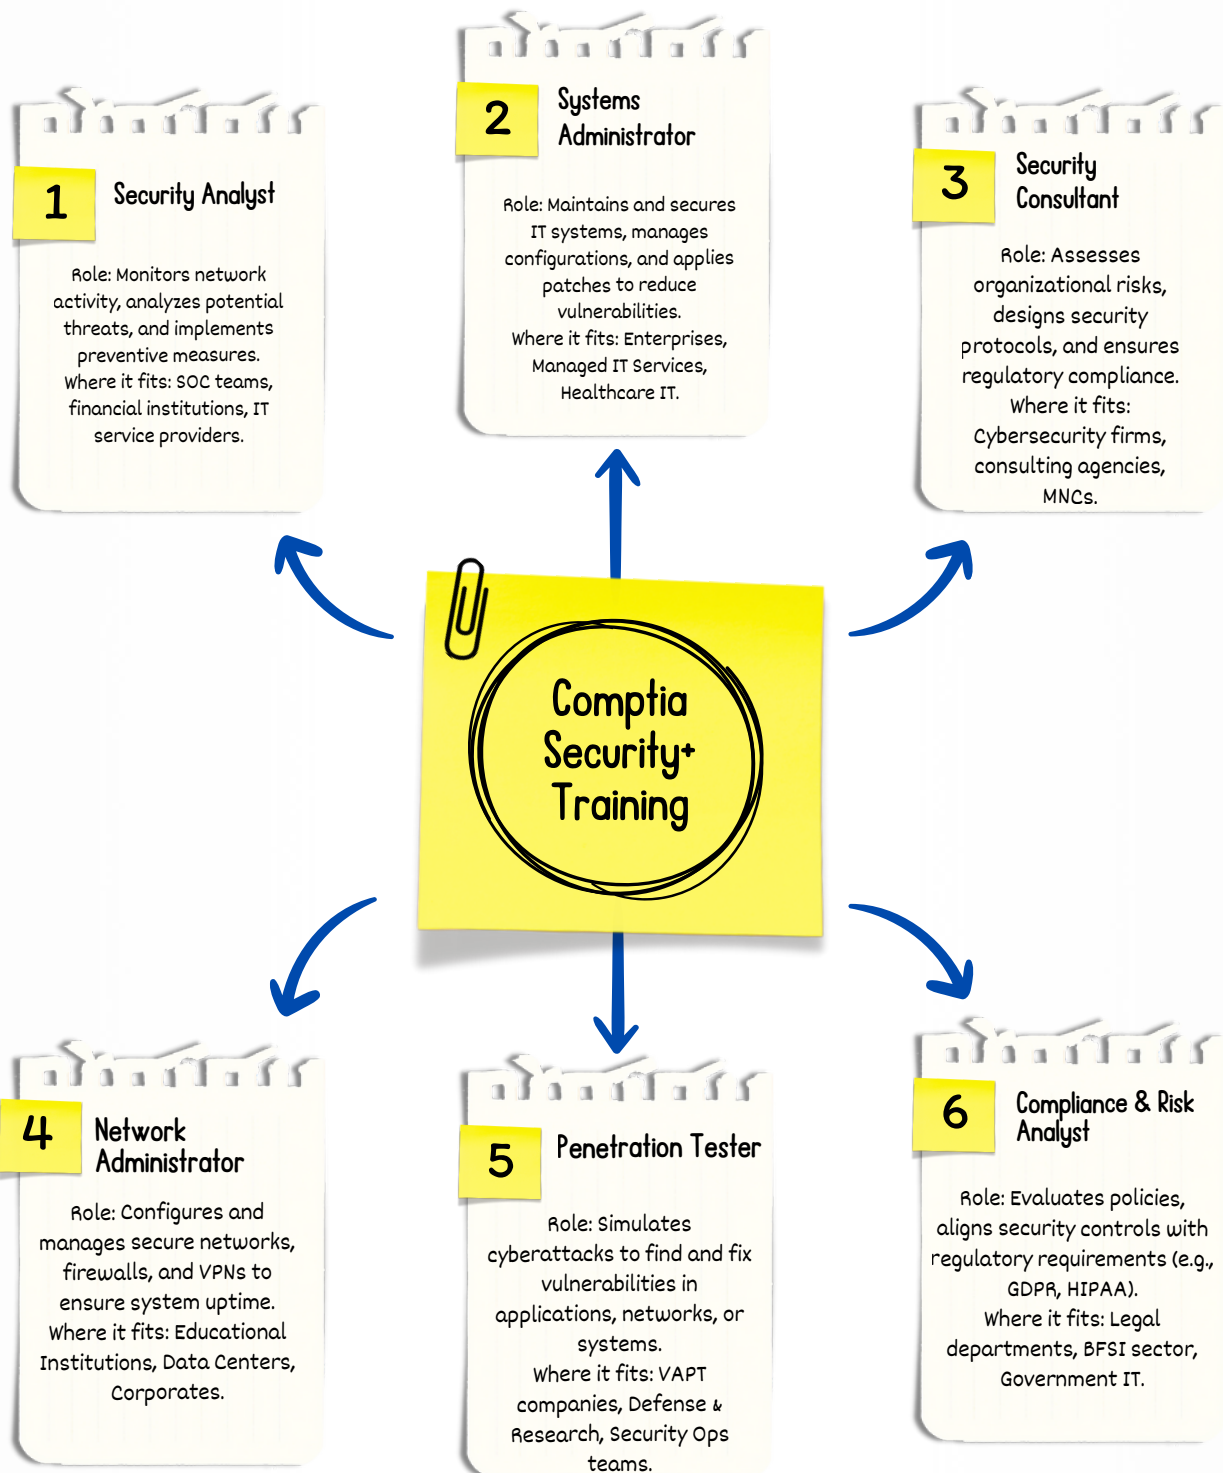 1
Security Analyst
Role: Monitors network
activity, analyzes potential
threats, and implements
preventive measures.
Where it fits: SOC teams,
financial institutions, IT
service providers.
2
Systems
Administrator
Role: Maintains and secures
IT systems, manages
configurations, and applies
patches to reduce
vulnerabilities.
Where it fits: Enterprises,
Managed IT Services,
Healthcare IT.
3
Security
Consultant
Role: Assesses
organizational risks,
designs security
protocols, and ensures
regulatory compliance.
Where it fits:
Cybersecurity firms,
consulting agencies,
MNCs.
Comptia
Security+
Training
4
Network
Administrator
Role: Configures and
manages secure networks,
firewalls, and VPNs to
ensure system uptime.
Where it fits: Educational
Institutions, Data Centers,
Corporates.
5
Penetration Tester
Role: Simulates
cyberattacks to find and fix
vulnerabilities in
applications, networks, or
systems.
Where it fits: VAPT
companies, Defense &
Research, Security Ops
teams.
6
Compliance & Risk
Analyst
Role: Evaluates policies,
aligns security controls with
regulatory requirements (e.g.,
GDPR, HIPAA).
Where it fits: Legal
departments, BFSI sector,
Government IT.